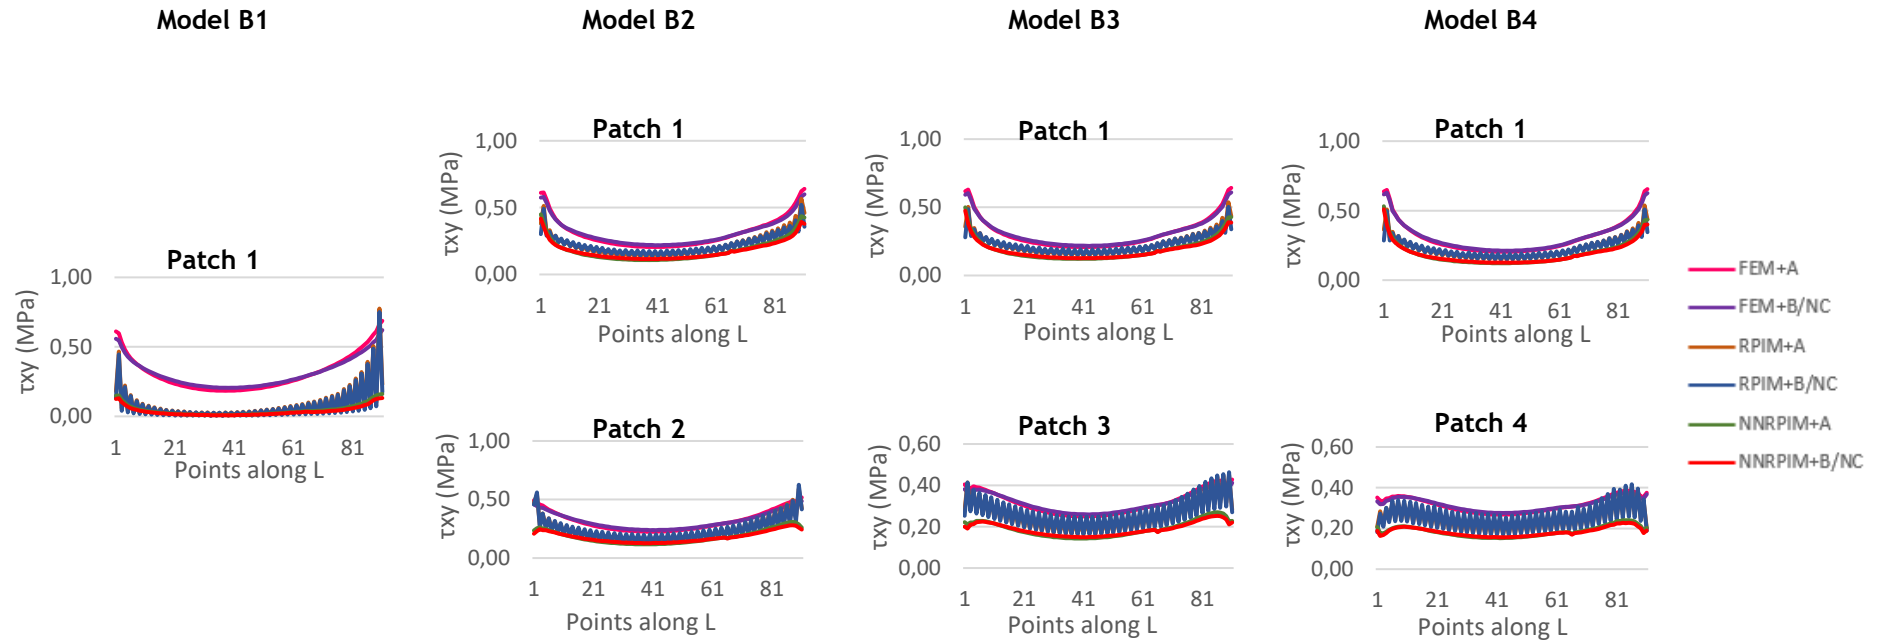 Model B1
Model B2
Model B3
Model B4
Patch 1
1,00
0,50
0,00
τxy (MPa)
1 21 41 61 81
Points along L
Patch 1
1,00
0,50
0,00
τxy (MPa)
1 21 41 61 81
Points along L
Patch 1
1,00
0,50
0,00
τxy (MPa)
1 21 41 61 81
Points along L
Patch 1
1,00
0,50
0,00
τxy (MPa)
1 21 41 61 81
Points along L
Patch 2
1,00
0,50
0,00
τxy (MPa)
1 21 41 61 81
Points along L
Patch 3
0,60
0,40
0,20
0,00
τxy (MPa)
1 21 41 61 81
Points along L
Patch 4
0,60
0,40
0,20
0,00
τxy (MPa)
1 21 41 61 81
Points along L
FEM+A
FEM+B/NC
RPIM+A
RPIM+B/NC
NNRPIM+A
NNRPIM+B/NC